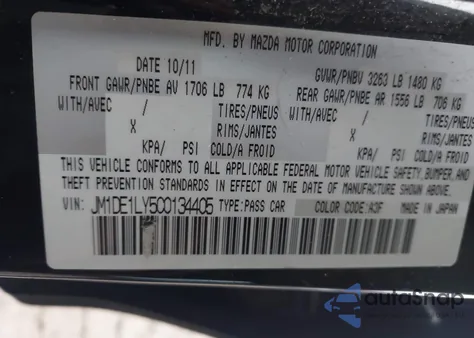 MFD. BY MAZDA MOTOR CORPORATION
DATE 10/11
GVWR/PNBV 3263 LB 1480 KG
FRONT GAWR/PNBE AV 1706 LB 774 KG
REAR GAWR/PNBE AR 1556 LB 706 KG
WITH/AVEC / TIRES/PNEUS
WITH/AVEC / TIRES/PNEUS
X RIMS/JANTES
X RIMS/JANTES
KPA/ PSI COLD/A FROID
KPA/ PSI COLD/A FROID
THIS VEHICLE CONFORMS TO ALL APPLICABLE FEDERAL MOTOR VEHICLE SAFETY, BUMPER, AND
THEFT PREVENTION STANDARDS IN EFFECT ON THE DATE OF MANUFACTURE SHOWN ABOVE.
VIN: JM1DE1LY5C0134405 TYPE:PASS CAR COLOR CODE:A3F MADE IN JAPAN
autoSnap